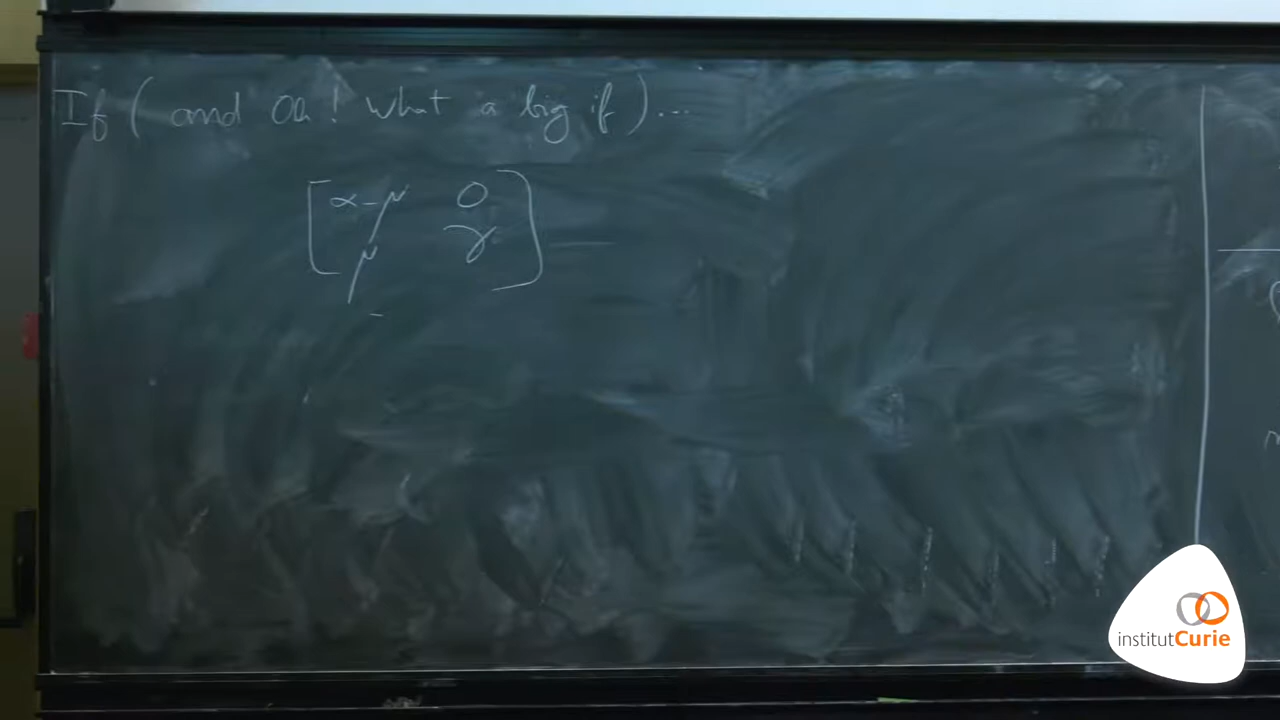 If (and Oh! what a big if)...
[α-μ 0
μ γ]
institutCurie